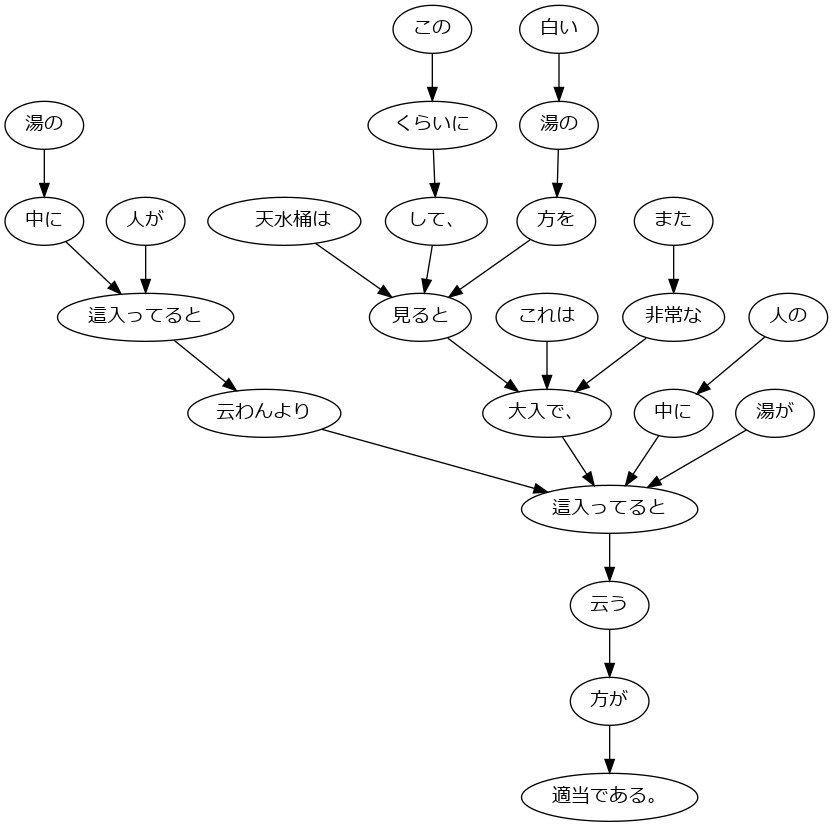 この
白い
湯の
くらいに
湯の
中に
人が
天水桶は
して、
方を
また
這入ってると
見ると
これは
非常な
人の
云わんより
大入で、
中に
湯が
這入ってると
云う
方が
適当である。